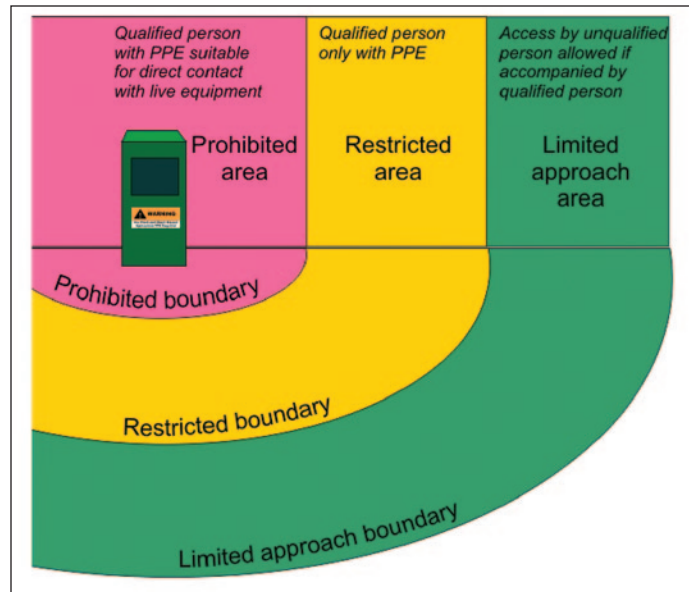 Qualified person
with PPE suitable
for direct contact
with live equipment
Qualified person
only with PPE
Access by unqualified
person allowed if
accompanied by
qualified person
Prohibited
area
Restricted
area
Limited
approach
area
WARNING
Prohibited boundary
Restricted boundary
Limited approach boundary